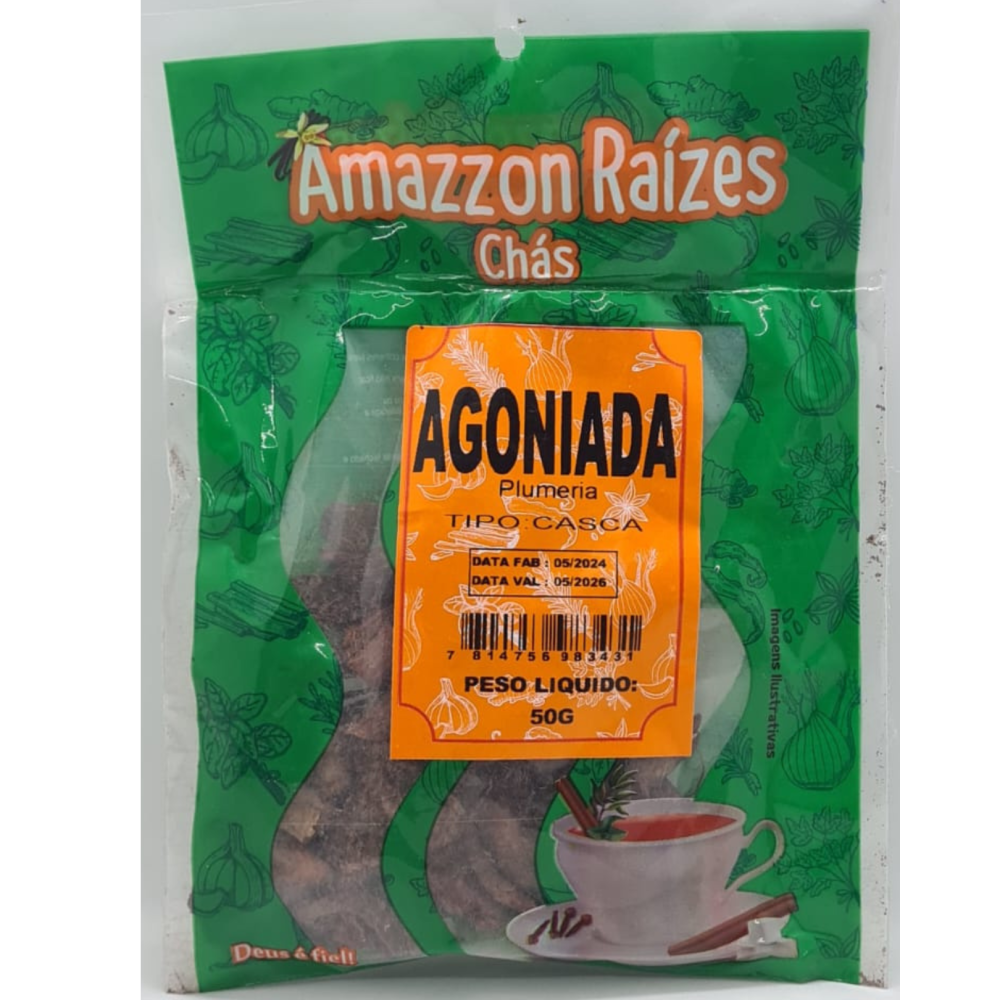 Amazzon Raízes
Chás
AGONIADA
Plumeria
TIPO:CASCA
DATA FAB : 05/2024
DATA VAL : 05/2026
7 814756 983431
PESO LIQUIDO:
50G
Imagens Ilustrativas
Deus é fiel!